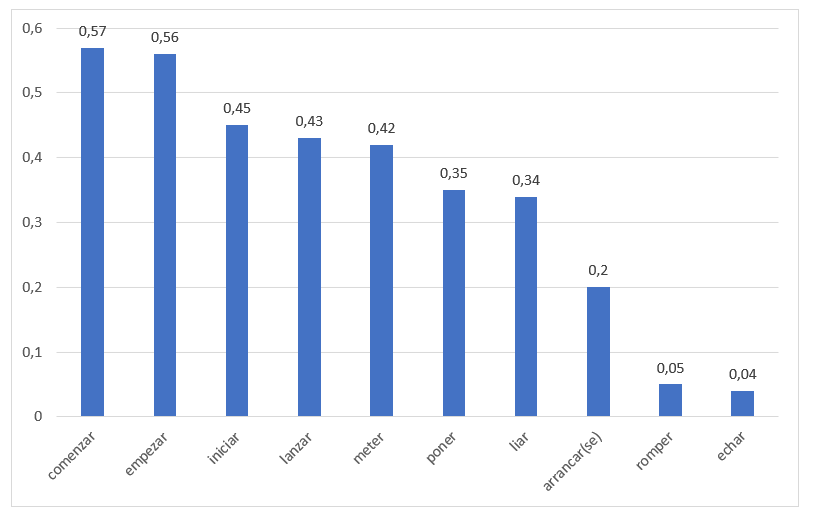 0,6
0,5
0,4
0,3
0,2
0,1
0
0,57
0,56
0,45
0,43
0,42
0,35
0,34
0,2
0,05
0,04
comenzar
empezar
iniciar
lanzar
meter
poner
liar
arrancar(se)
romper
echar